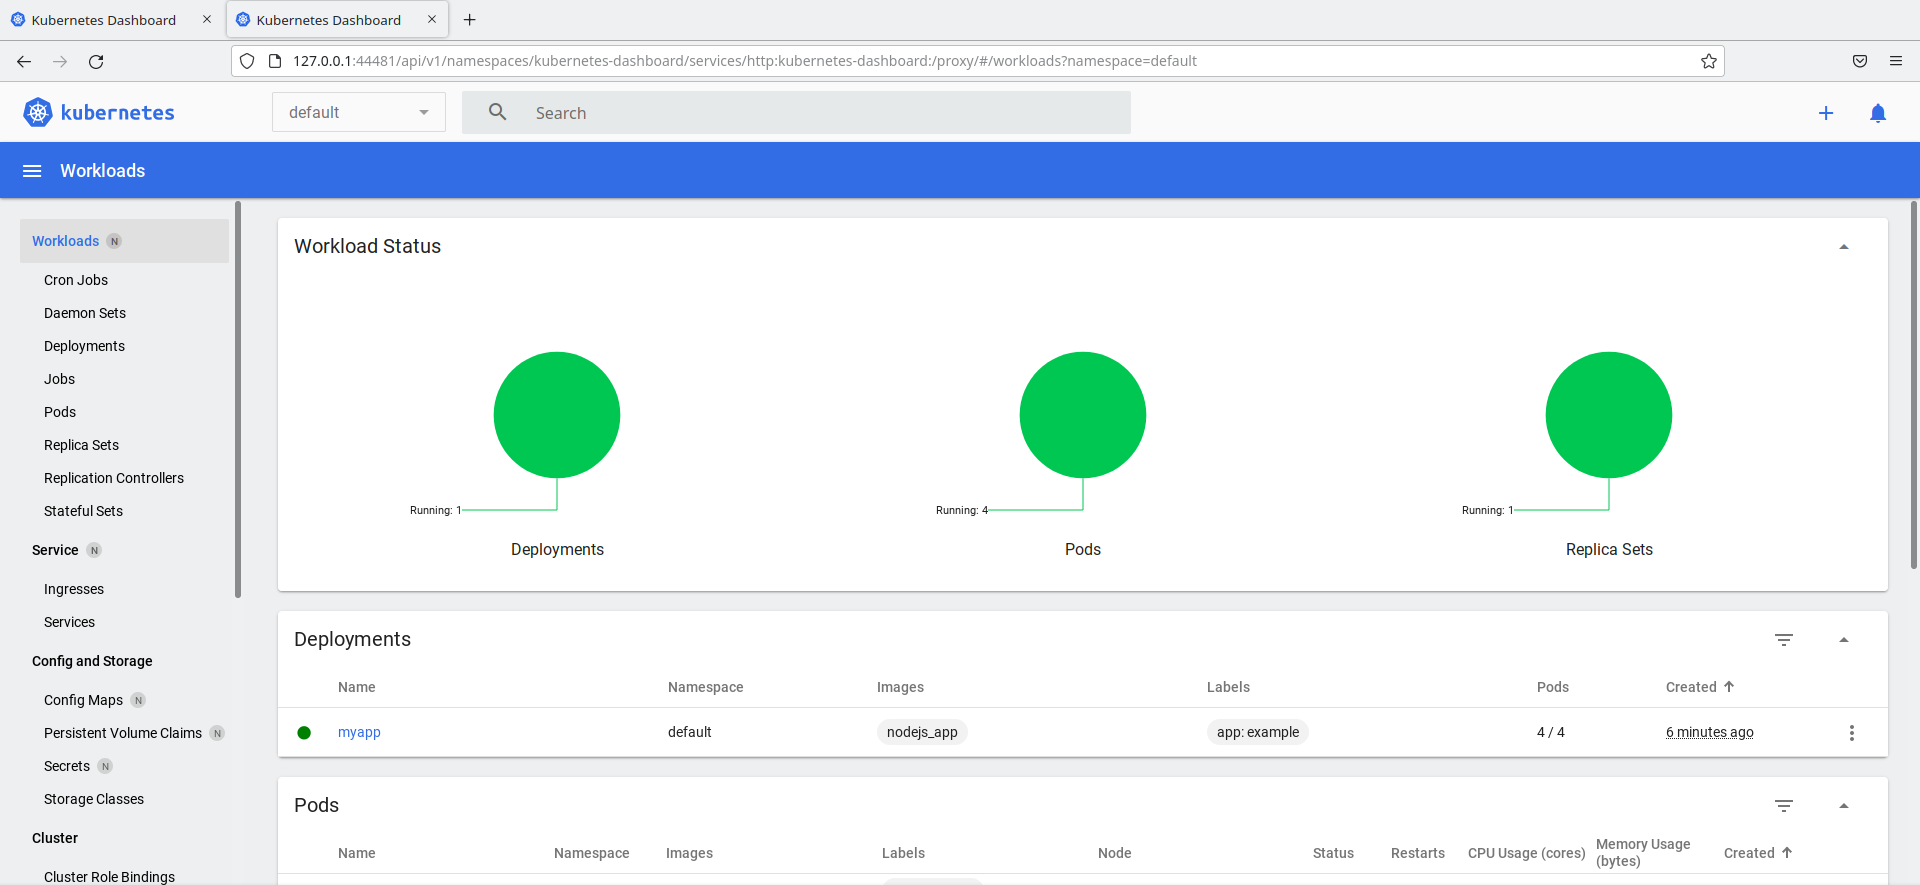 Kubernetes Dashboard
Kubernetes Dashboard
127.0.0.1:44481/api/v1/namespaces/kubernetes-dashboard/services/http:kubernetes-dashboard:/proxy/#/workloads?namespace=default
kubernetes
default
Search
Workloads
Workloads N
Cron Jobs
Daemon Sets
Deployments
Jobs
Pods
Replica Sets
Replication Controllers
Stateful Sets
Service N
Ingresses
Services
Config and Storage
Config Maps N
Persistent Volume Claims N
Secrets N
Storage Classes
Cluster
Cluster Role Bindings
Workload Status
Running: 1
Deployments
Running: 4
Pods
Running: 1
Replica Sets
Deployments
Name Namespace Images Labels Pods Created
myapp default nodejs_app app: example 4 / 4 6 minutes ago
Pods
Name Namespace Images Labels Node Status Restarts CPU Usage (cores) Memory Usage (bytes) Created